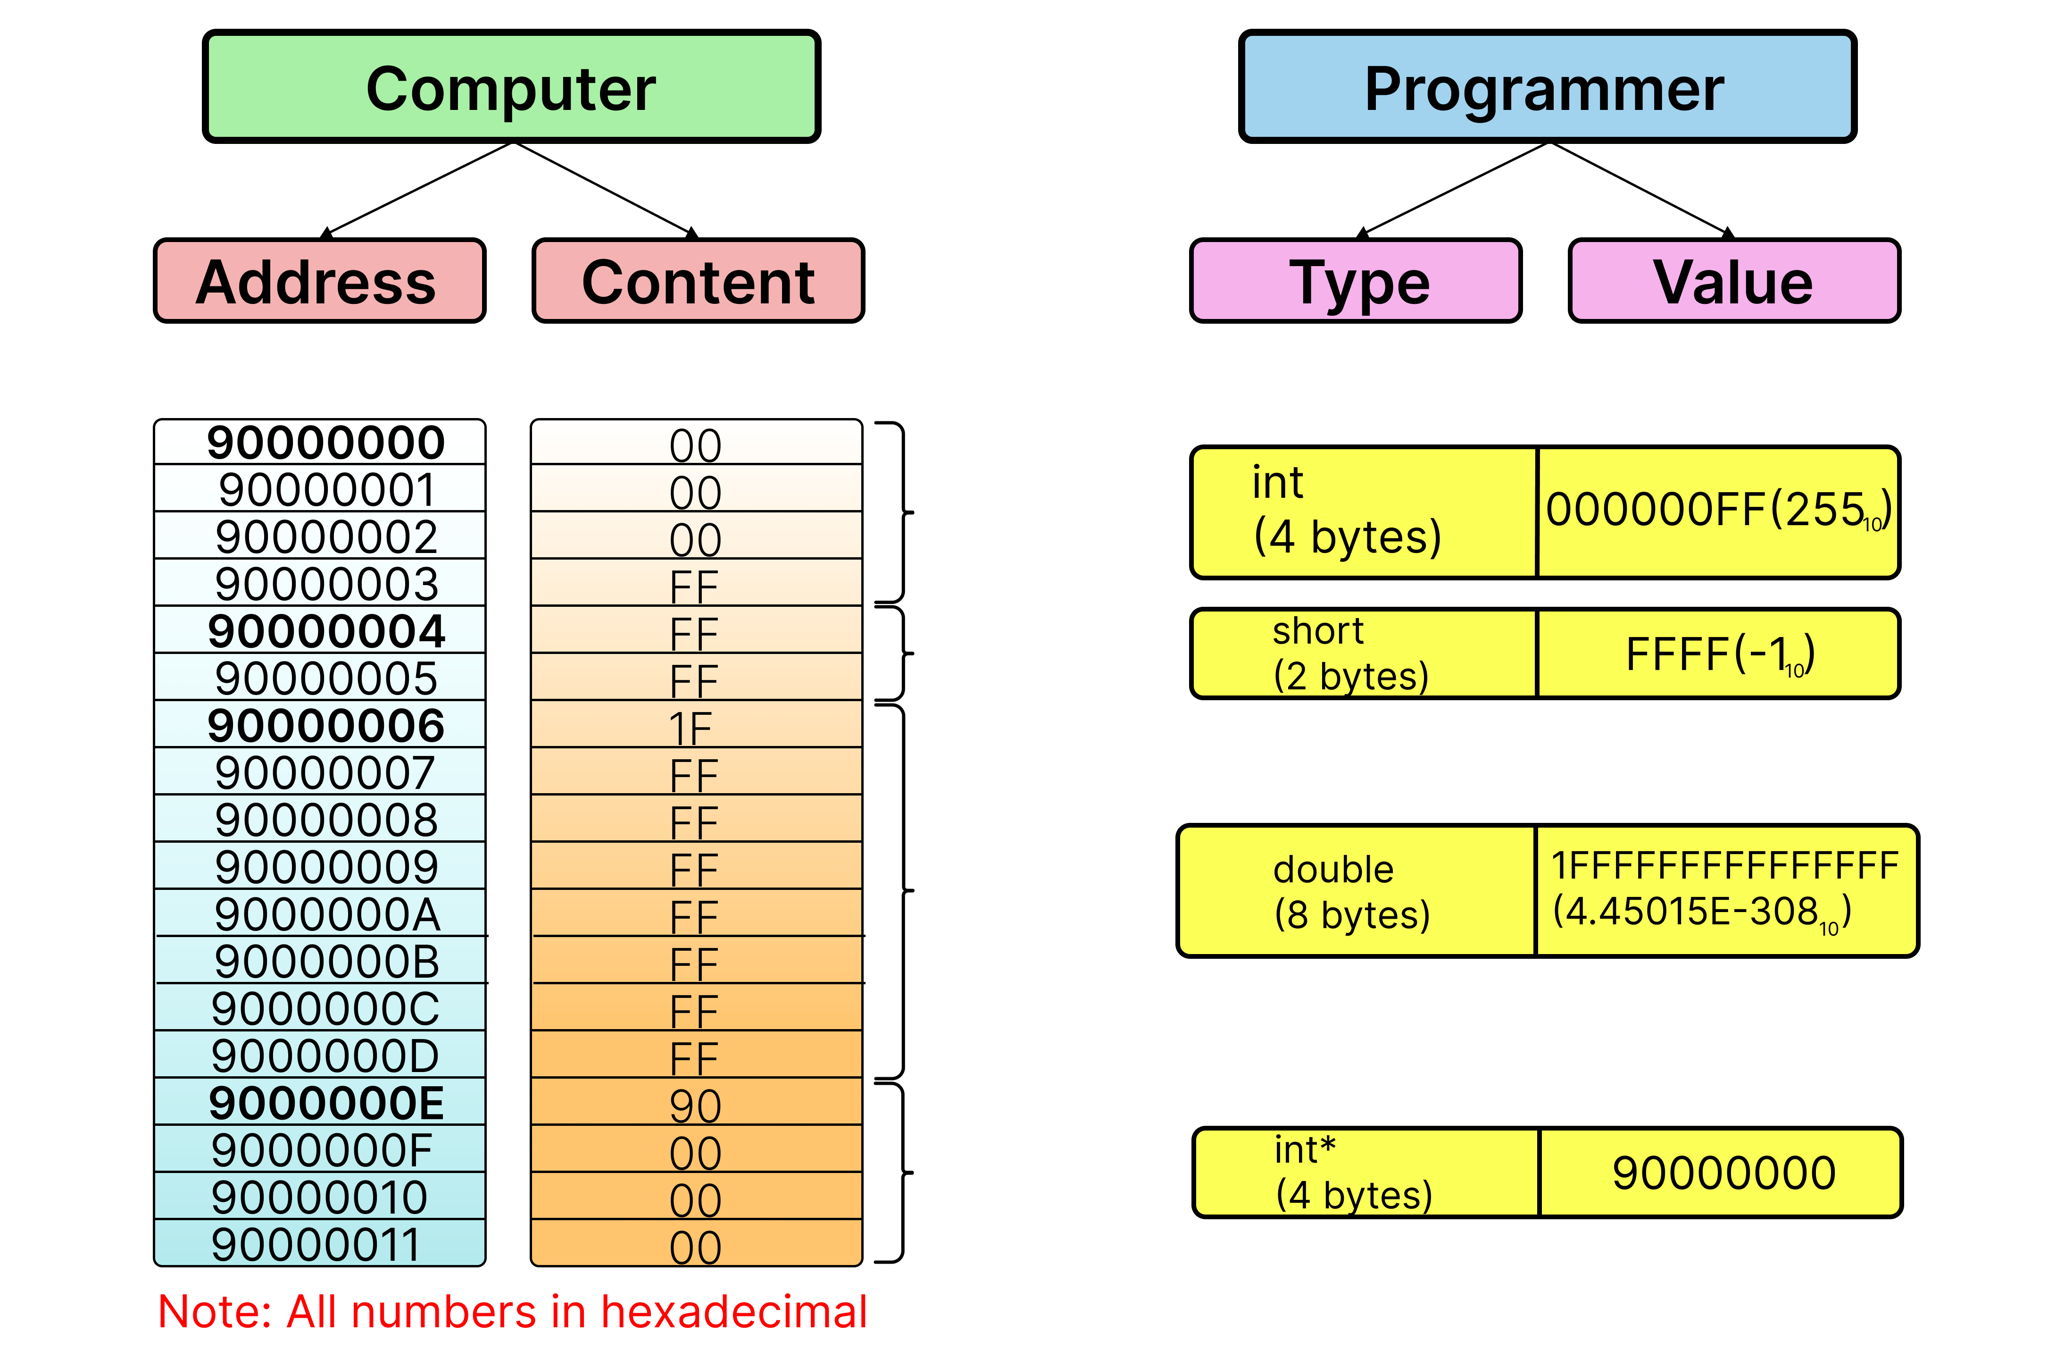 Computer
Programmer
Address
Content
Type
Value
90000000 00
90000001 00
90000002 00
90000003 FF
90000004 FF
90000005 FF
90000006 1F
90000007 FF
90000008 FF
90000009 FF
9000000A FF
9000000B FF
9000000C FF
9000000D FF
9000000E 90
9000000F 00
90000010 00
90000011 00
Note: All numbers in hexadecimal
int
(4 bytes)
000000FF(255₁₀)
short
(2 bytes)
FFFF(-1₁₀)
double
(8 bytes)
1FFFFFFFFFFFFFFF
(4.45015E-308₁₀)
int*
(4 bytes)
90000000